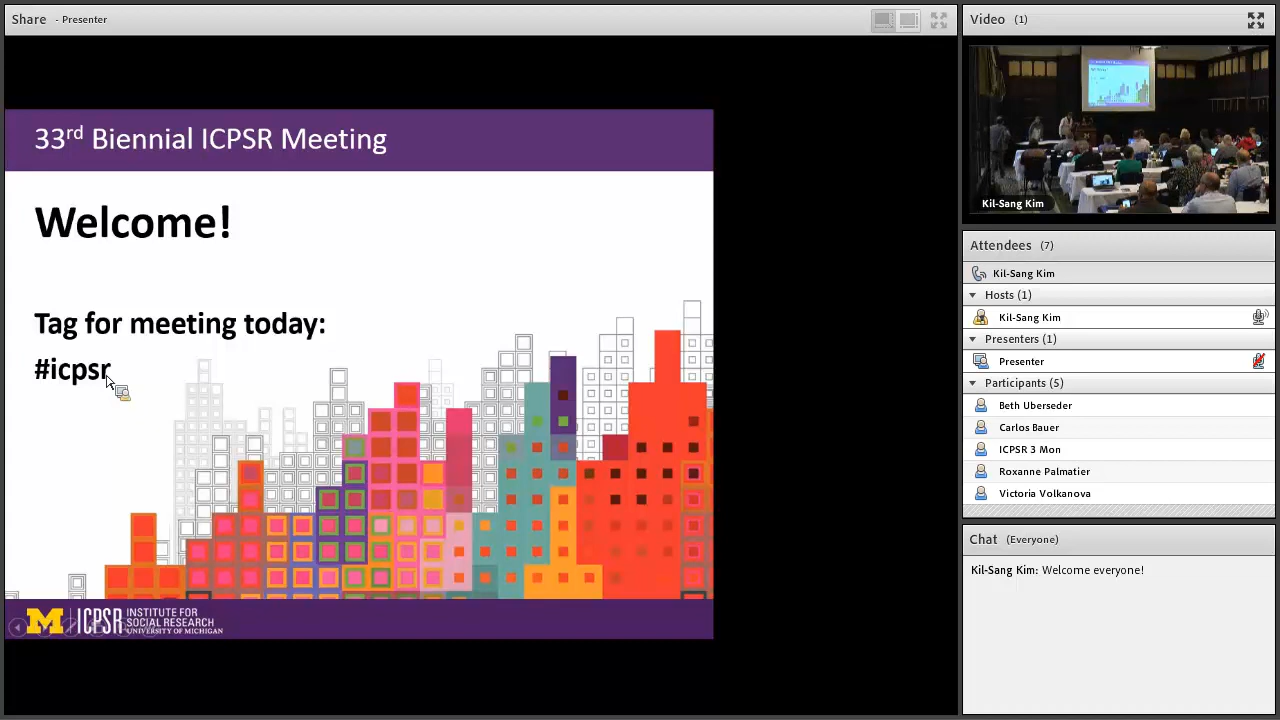 Share - Presenter
33rd Biennial ICPSR Meeting
Welcome!
Tag for meeting today:
#icpsr
M ICPSR INSTITUTE FOR
SOCIAL RESEARCH
UNIVERSITY OF MICHIGAN
Video (1)
Kil-Sang Kim
Attendees (7)
Kil-Sang Kim
Hosts (1)
Kil-Sang Kim
Presenters (1)
Presenter
Participants (5)
Beth Uberseder
Carlos Bauer
ICPSR 3 Mon
Roxanne Palmatier
Victoria Volkanova
Chat (Everyone)
Kil-Sang Kim: Welcome everyone!